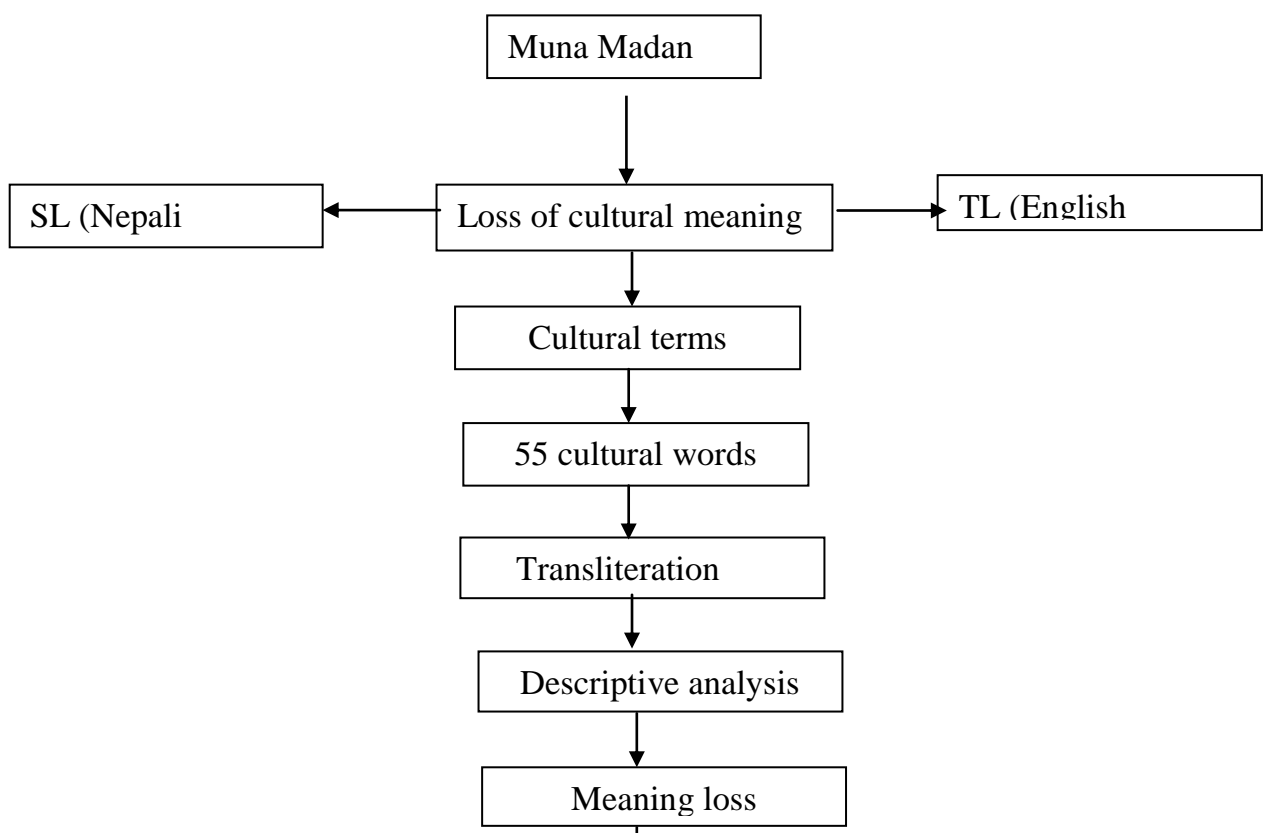 Muna Madan
SL (Nepali
Loss of cultural meaning
TL (English
Cultural terms
55 cultural words
Transliteration
Descriptive analysis
Meaning loss